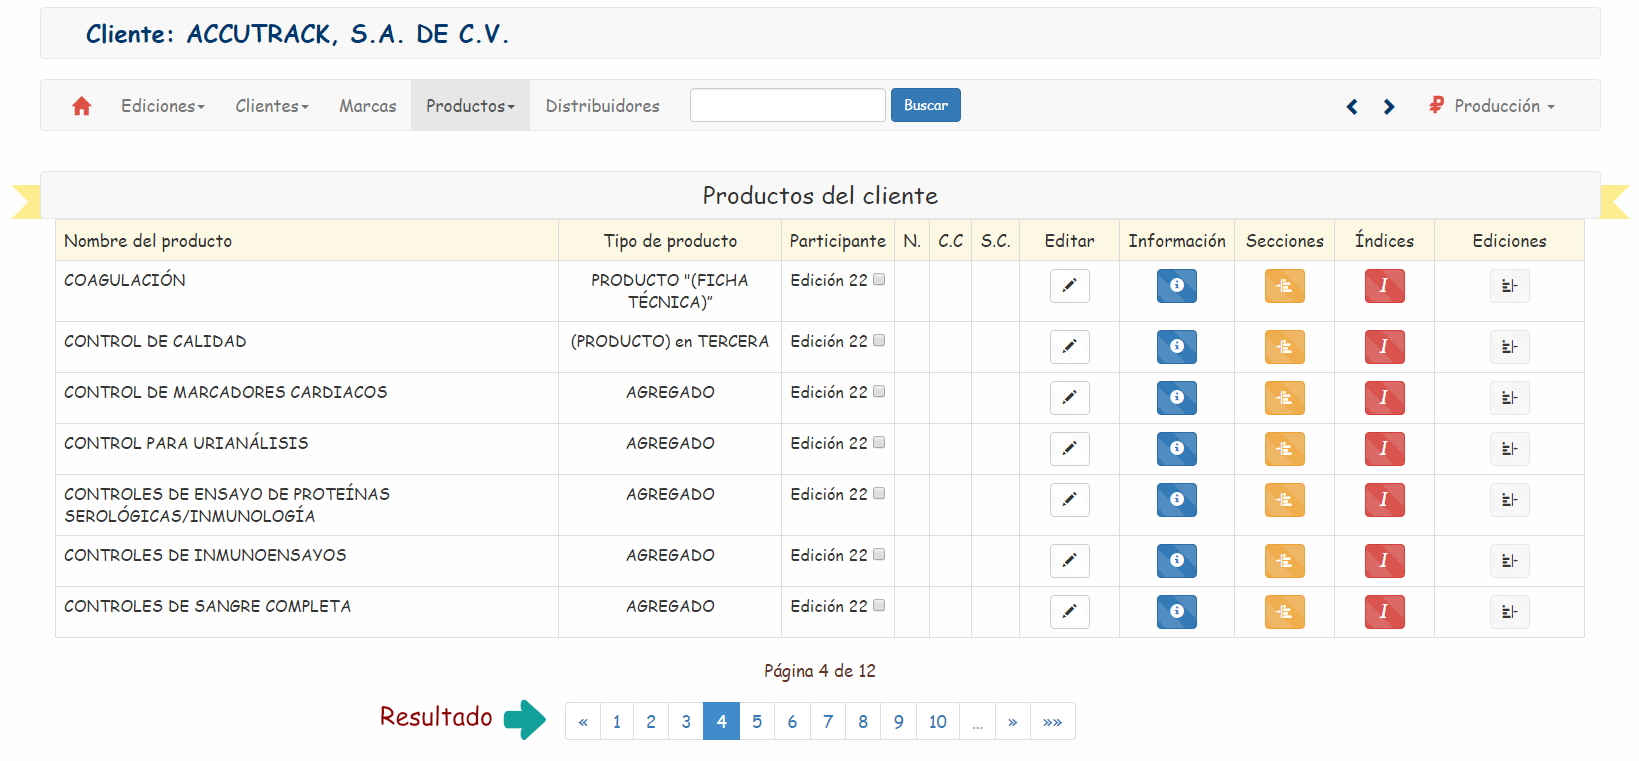 Cliente: ACCUTRACK, S.A. DE C.V.
Ediciones Clientes Marcas Productos Distribuidores Buscar Producción
Productos del cliente
Nombre del producto Tipo de producto Participante N. C.C S.C. Editar Información Secciones Índices Ediciones
COAGULACIÓN PRODUCTO "(FICHA TÉCNICA)" Edición 22 I
CONTROL DE CALIDAD (PRODUCTO) en TERCERA Edición 22 I
CONTROL DE MARCADORES CARDIACOS AGREGADO Edición 22 I
CONTROL PARA URIANÁLISIS AGREGADO Edición 22 I
CONTROLES DE ENSAYO DE PROTEÍNAS SEROLÓGICAS/INMUNOLOGÍA AGREGADO Edición 22 I
CONTROLES DE INMUNOENSAYOS AGREGADO Edición 22 I
CONTROLES DE SANGRE COMPLETA AGREGADO Edición 22 I
Página 4 de 12
Resultado « 1 2 3 4 5 6 7 8 9 10 ... » »»